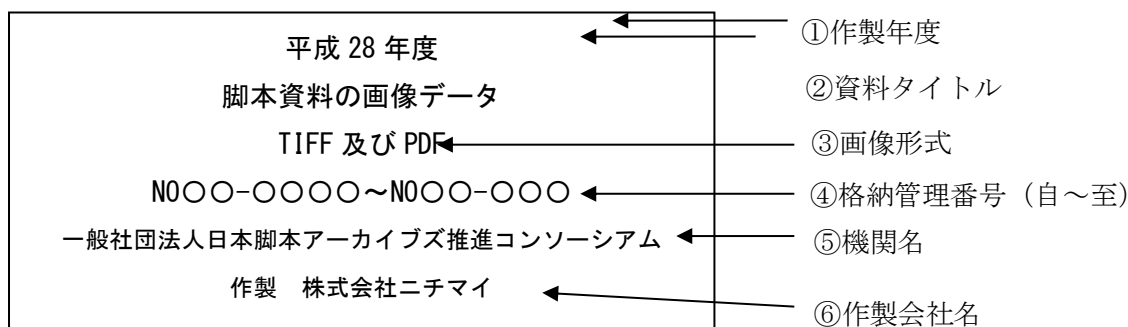 平成 28 年度
脚本資料の画像データ
TIFF 及び PDF
NO〇〇-〇〇〇〇～NO〇〇-〇〇〇
一般社団法人日本脚本アーカイブズ推進コンソーシアム
作製　株式会社ニチマイ
①作製年度
②資料タイトル
③画像形式
④格納管理番号（自～至）
⑤機関名
⑥作製会社名